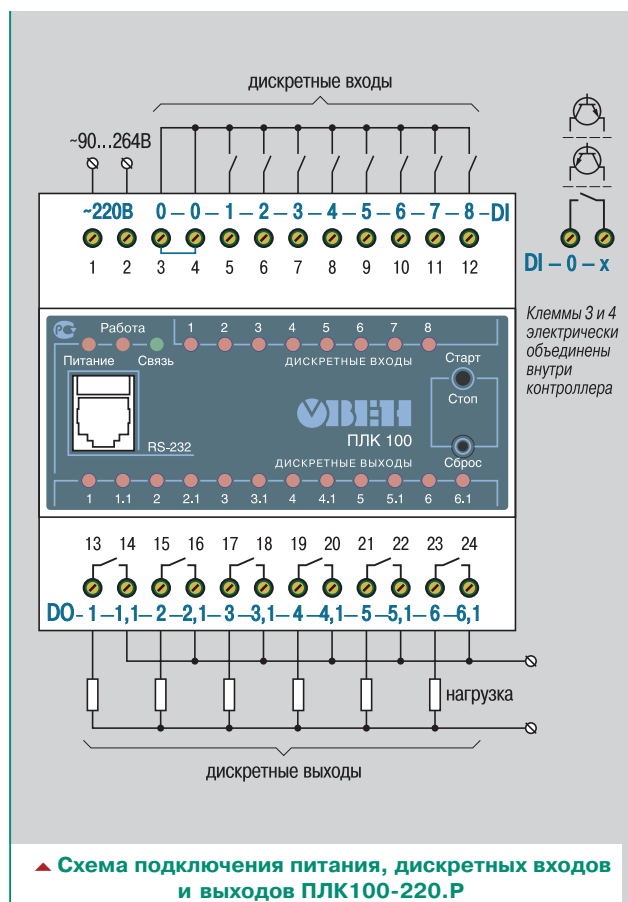 дискретные входы
~90...264В
~220В 0 – 0 – 1 – 2 – 3 – 4 – 5 – 6 – 7 – 8 – DI
1 2 3 4 5 6 7 8 9 10 11 12
DI – 0 – x
Клеммы 3 и 4
электрически
объединены
внутри
контроллера
РСТ Работа 1 2 3 4 5 6 7 8
Питание Связь ДИСКРЕТНЫЕ ВХОДЫ Старт
Стоп
ОВЕН
ПЛК 100
RS-232
ДИСКРЕТНЫЕ ВЫХОДЫ Сброс
1 1.1 2 2.1 3 3.1 4 4.1 5 5.1 6 6.1
13 14 15 16 17 18 19 20 21 22 23 24
DO- 1 –1,1– 2 –2,1– 3 –3,1– 4 –4,1– 5 –5,1– 6 –6,1
нагрузка
дискретные выходы
Схема подключения питания, дискретных входов
и выходов ПЛК100-220.Р